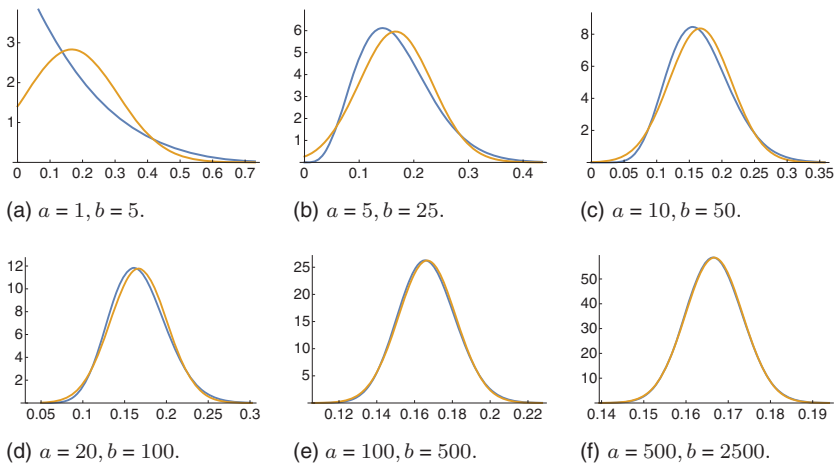 3
2
1
0 0.1 0.2 0.3 0.4 0.5 0.6 0.7
(a) a = 1, b = 5.
6
5
4
3
2
1
0 0.1 0.2 0.3 0.4
(b) a = 5, b = 25.
8
6
4
2
0 0.05 0.1 0.15 0.2 0.25 0.3 0.35
(c) a = 10, b = 50.
12
10
8
6
4
2
0.05 0.1 0.15 0.2 0.25 0.3
(d) a = 20, b = 100.
25
20
15
10
5
0.12 0.14 0.16 0.18 0.2 0.22
(e) a = 100, b = 500.
50
40
30
20
10
0.14 0.15 0.16 0.17 0.18 0.19
(f) a = 500, b = 2500.